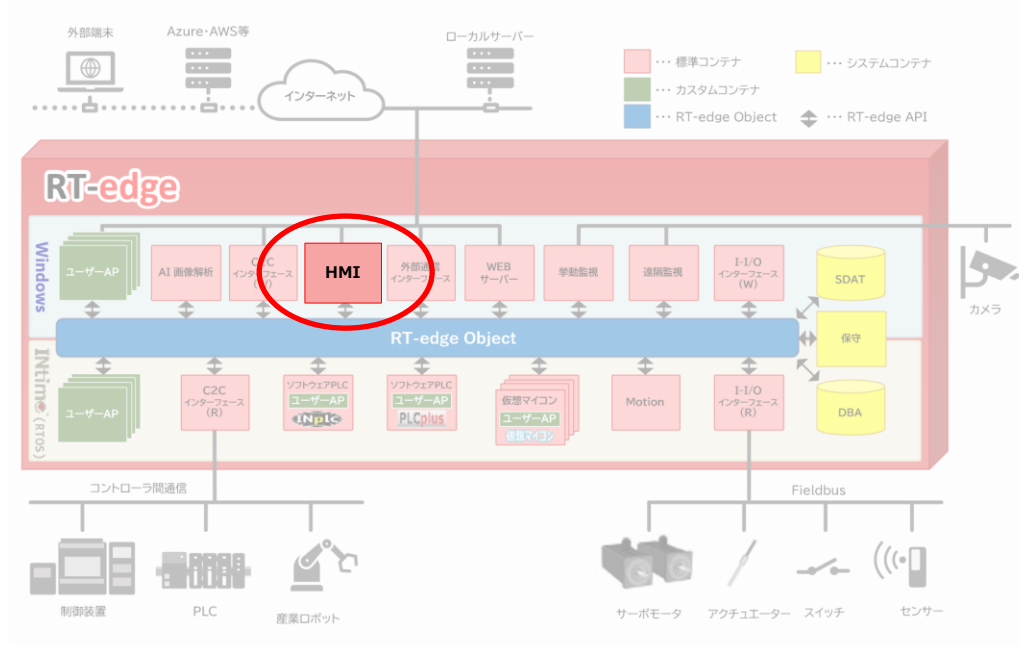 外部端末
Azure・AWS等
ローカルサーバー
インターネット
・・・ 標準コンテナ
・・・ システムコンテナ
・・・ カスタムコンテナ
・・・ RT-edge Object
・・・ RT-edge API
RT-edge
Windows
ユーザーAP
AI 画像解析
C2C
インターフェース
(W)
HMI
外部通信
インターフェース
WEB
サーバー
挙動監視
遠隔監視
I-I/O
インターフェース
(W)
SDAT
カメラ
RT-edge Object
保守
INtime (RTOS)
ユーザーAP
C2C
インターフェース
(R)
ソフトウェアPLC
ユーザーAP
INplc
ソフトウェアPLC
ユーザーAP
PLCplus
仮想マイコン
ユーザーAP
仮想マイコン
Motion
I-I/O
インターフェース
(R)
DBA
コントローラ間通信
Fieldbus
制御装置
PLC
産業ロボット
サーボモータ
アクチュエーター
スイッチ
センサー